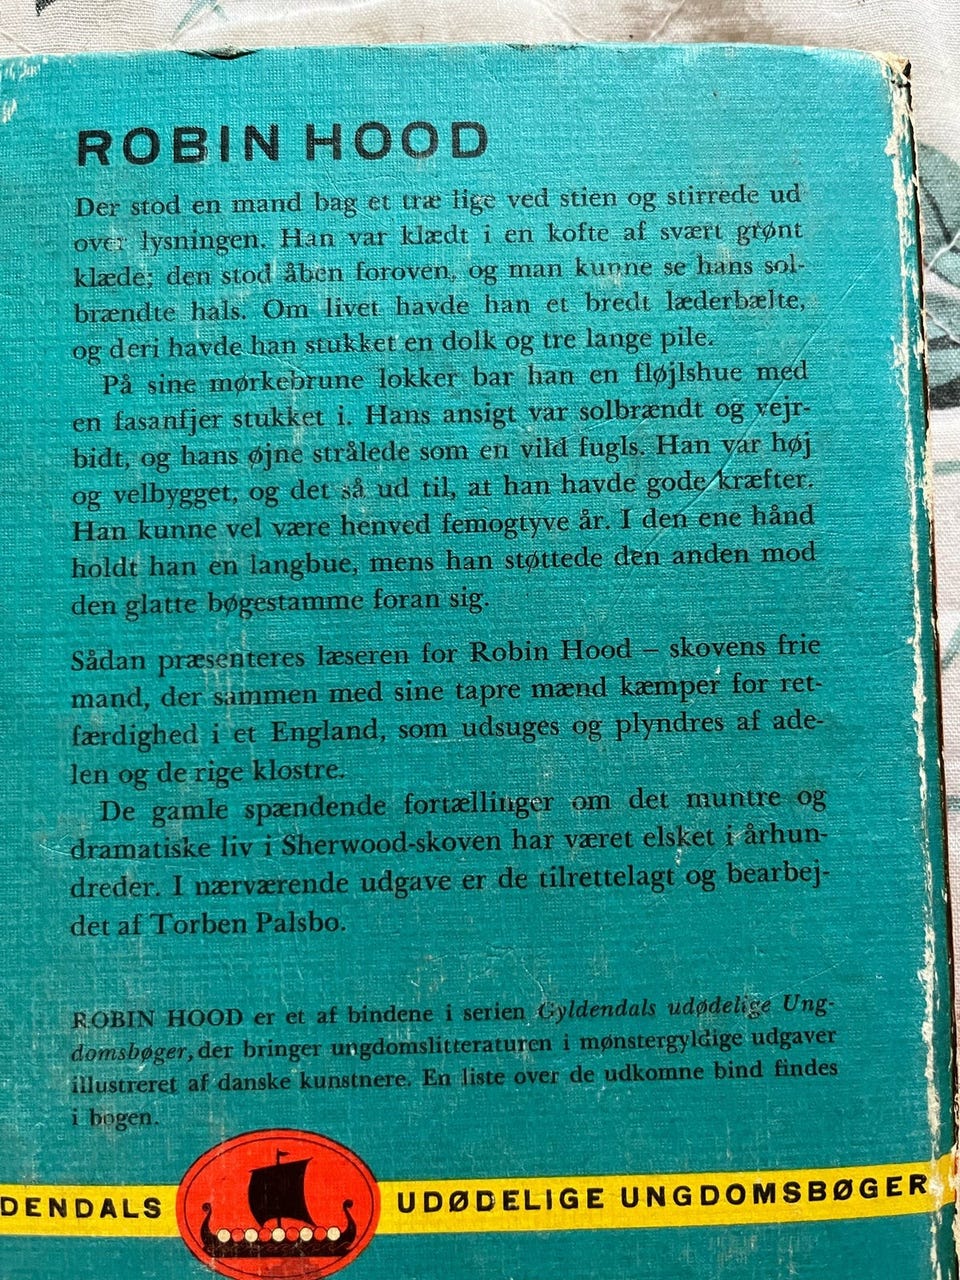 ROBIN HOOD
Der stod en mand bag et træ lige ved stien og stirrede ud
over lysningen. Han var klædt i en kofte af svært grønt
klæde; den stod åben foroven, og man kunne se hans sol-
brændte hals. Om livet havde han et bredt læderbælte,
og deri havde han stukket en dolk og tre lange pile.
På sine mørkebrune lokker bar han en fløjlshue med
en fasanfjer stukket i. Hans ansigt var solbrændt og vejr-
bidt, og hans øjne strålede som en vild fugls. Han var høj
og velbygget, og det så ud til, at han havde gode kræfter.
Han kunne vel være henved femogtyve år. I den ene hånd
holdt han en langbue, mens han støttede den anden mod
den glatte bøgestamme foran sig.
Sådan præsenteres læseren for Robin Hood – skovens frie
mand, der sammen med sine tapre mænd kæmper for ret-
færdighed i et England, som udsuges og plyndres af ade-
len og de rige klostre.
De gamle spændende fortællinger om det muntre og
dramatiske liv i Sherwood-skoven har været elsket i århun-
dreder. I nærværende udgave er de tilrettelagt og bearbej-
det af Torben Palsbo.
ROBIN HOOD er et af bindene i serien Gyldendals udødelige Ung-
domsbøger, der bringer ungdomslitteraturen i mønstergyldige udgaver
illustreret af danske kunstnere. En liste over de udkomne bind findes
i bogen.
DENDALS UDØDELIGE UNGDOMSBØGER